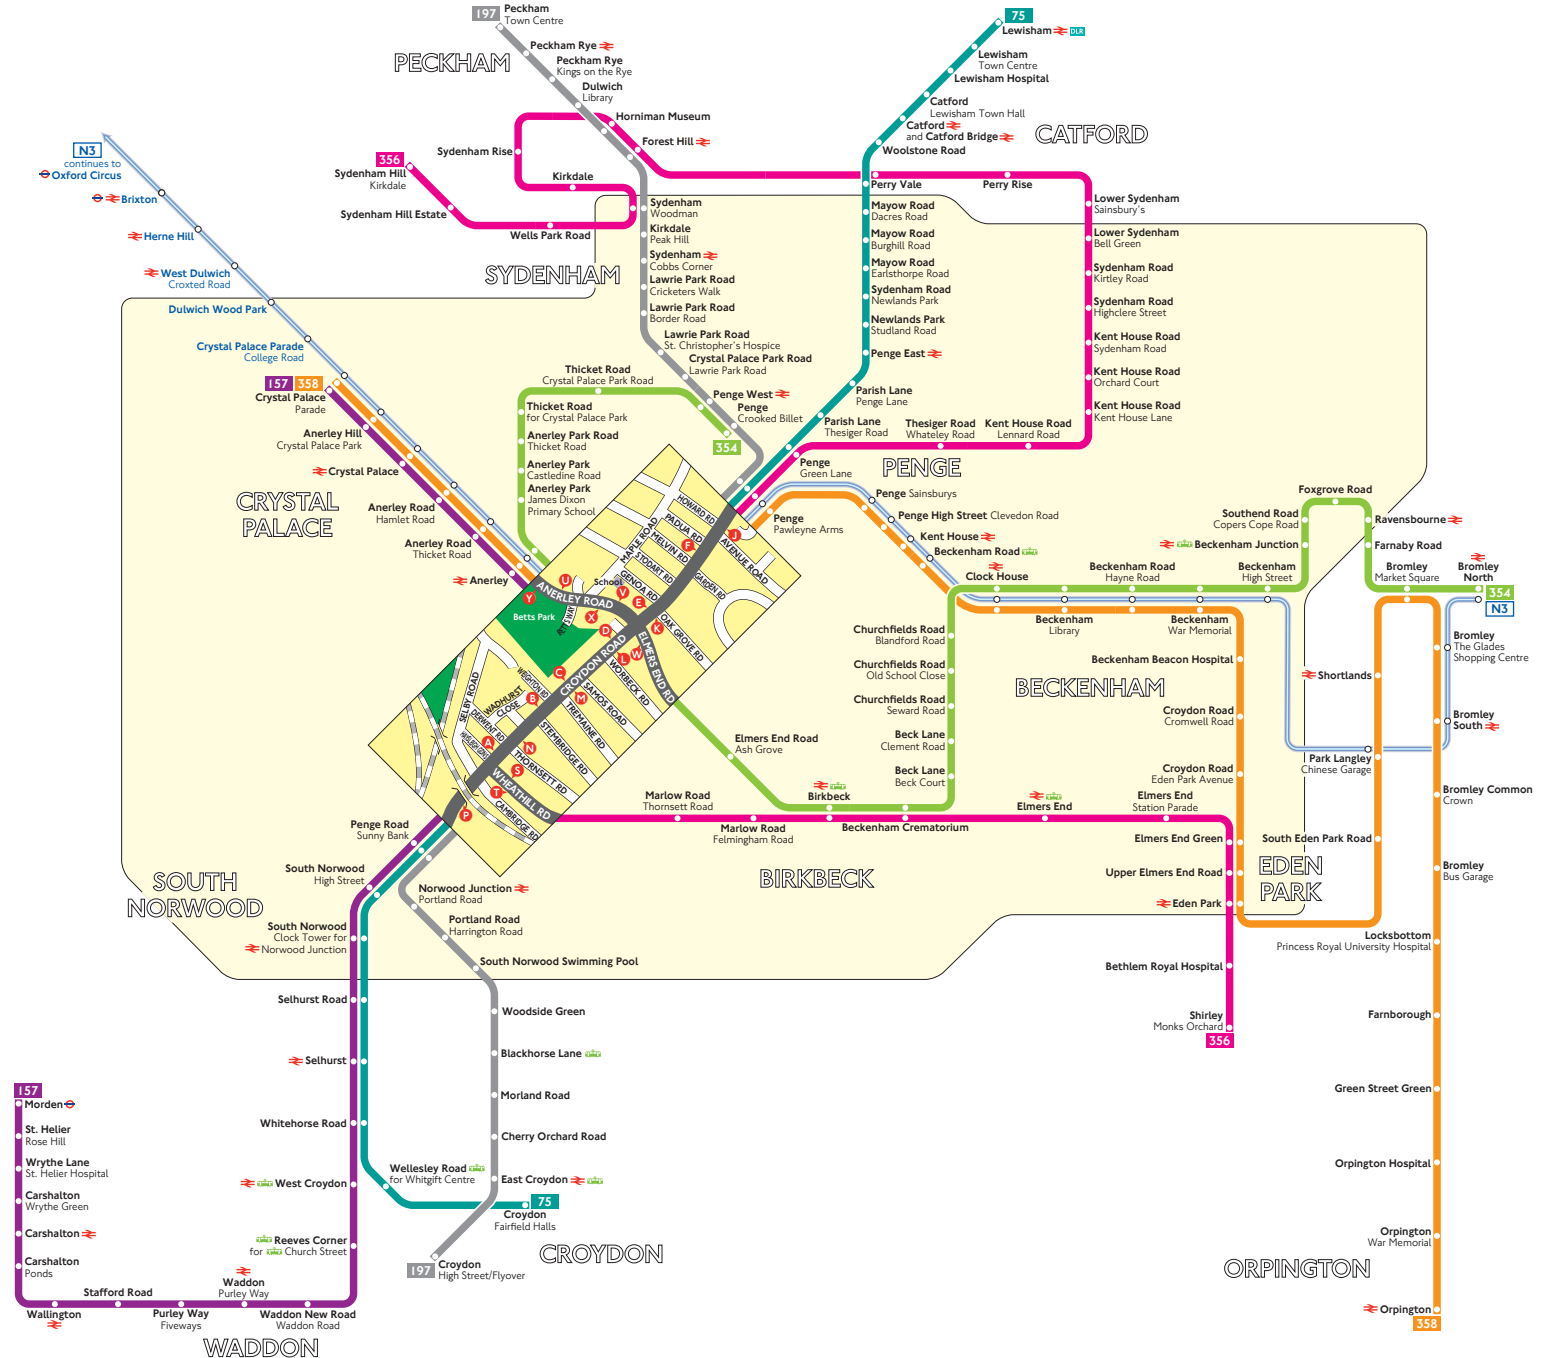 197
Peckham
Town Centre
75
Lewisham
DLR
Peckham Rye
Peckham Rye
Kings on the Rye
PECKHAM
Dulwich
Library
Lewisham
Town Centre
Lewisham Hospital
Catford
Lewisham Town Hall
Catford
and Catford Bridge
CATFORD
Woolstone Road
Horniman Museum
Forest Hill
Sydenham Rise
356
Sydenham Hill
Kirkdale
Kirkdale
Sydenham Hill Estate
Wells Park Road
N3
continues to
Oxford Circus
Brixton
Herne Hill
West Dulwich
Croxted Road
Dulwich Wood Park
Crystal Palace Parade
College Road
Perry Vale
Perry Rise
Sydenham
Woodman
Kirkdale
Peak Hill
Sydenham
Cobbs Corner
Lawrie Park Road
Cricketers Walk
Lawrie Park Road
Border Road
Lawrie Park Road
St. Christopher's Hospice
Crystal Palace Park Road
Lawrie Park Road
Penge West
Penge
Crooked Billet
SYDENHAM
Mayow Road
Dacres Road
Mayow Road
Burghill Road
Mayow Road
Earlsthorpe Road
Sydenham Road
Newlands Park
Newlands Park
Studland Road
Penge East
Parish Lane
Penge Lane
Parish Lane
Thesiger Road
Lower Sydenham
Sainsbury's
Lower Sydenham
Bell Green
Sydenham Road
Kirtley Road
Sydenham Road
Highclere Street
Kent House Road
Sydenham Road
Kent House Road
Orchard Court
Kent House Road
Kent House Lane
Thesiger Road
Whateley Road
Kent House Road
Lennard Road
Penge
Green Lane
PENGE
157
358
Crystal Palace
Parade
Anerley Hill
Crystal Palace Park
Crystal Palace
Anerley Road
Hamlet Road
Anerley Road
Thicket Road
Anerley
CRYSTAL
PALACE
Thicket Road
Crystal Palace Park Road
Thicket Road
for Crystal Palace Park
Anerley Park Road
Thicket Road
Anerley Park
Castledine Road
Anerley Park
James Dixon
Primary School
354
Penge Sainsburys
Penge
Pawleyne Arms
Penge High Street Clevedon Road
Kent House
Beckenham Road
Clock House
Beckenham Road
Hayne Road
Beckenham
High Street
Southend Road
Copers Cope Road
Beckenham Junction
Foxgrove Road
Ravensbourne
Farnaby Road
Bromley
Market Square
Bromley
North
354
N3
Bromley
The Glades
Shopping Centre
Bromley
South
Shortlands
Park Langley
Chinese Garage
South Eden Park Road
Bromley Common
Crown
Bromley
Bus Garage
Beckenham
Library
Beckenham
War Memorial
Beckenham Beacon Hospital
BECKENHAM
Croydon Road
Cromwell Road
Croydon Road
Eden Park Avenue
Churchfields Road
Blandford Road
Churchfields Road
Old School Close
Churchfields Road
Seward Road
Beck Lane
Clement Road
Beck Lane
Beck Court
HOWARD RD
PADUA RD
MELVIN RD
STODART RD
GENOA RD
MAPLE ROAD
AVENUE ROAD
GARDEN RD
OAK GROVE RD
School
BETTS WAY
ANERLEY ROAD
Betts Park
CROYDON ROAD
ELMERS END RD
WORBECK RD
SAMOS ROAD
TREMAINE RD
STEMBRIDGE RD
THORNSETT RD
WHEATHILL RD
CAMBRIDGE RD
WRIGHTON RD
WADHURST
CLOSE
DERWENT RD
SELBY ROAD
J
F
U
V
E
Y
X
D
K
L
W
C
M
B
A
N
S
T
P
Elmers End Road
Ash Grove
Birkbeck
Marlow Road
Thornsett Road
Marlow Road
Felmingham Road
Beckenham Crematorium
Elmers End
Elmers End
Station Parade
Elmers End Green
Upper Elmers End Road
Eden Park
EDEN
PARK
BIRKBECK
Bethlem Royal Hospital
Shirley
Monks Orchard
356
Locksbottom
Princess Royal University Hospital
Farnborough
Green Street Green
Orpington Hospital
Orpington
War Memorial
ORPINGTON
Orpington
358
Penge Road
Sunny Bank
South Norwood
High Street
SOUTH
NORWOOD
South Norwood
Clock Tower for
Norwood Junction
Selhurst Road
Selhurst
Whitehorse Road
West Croydon
Reeves Corner
for Church Street
Norwood Junction
Portland Road
Portland Road
Harrington Road
South Norwood Swimming Pool
Woodside Green
Blackhorse Lane
Morland Road
Cherry Orchard Road
East Croydon
Wellesley Road
for Whitgift Centre
75
Croydon
Fairfield Halls
CROYDON
197
Croydon
High Street/Flyover
157
Morden
St. Helier
Rose Hill
Wrythe Lane
St. Helier Hospital
Carshalton
Wrythe Green
Carshalton
Carshalton
Ponds
Wallington
Stafford Road
Purley Way
Fiveways
Waddon
Purley Way
Waddon New Road
Waddon Road
WADDON